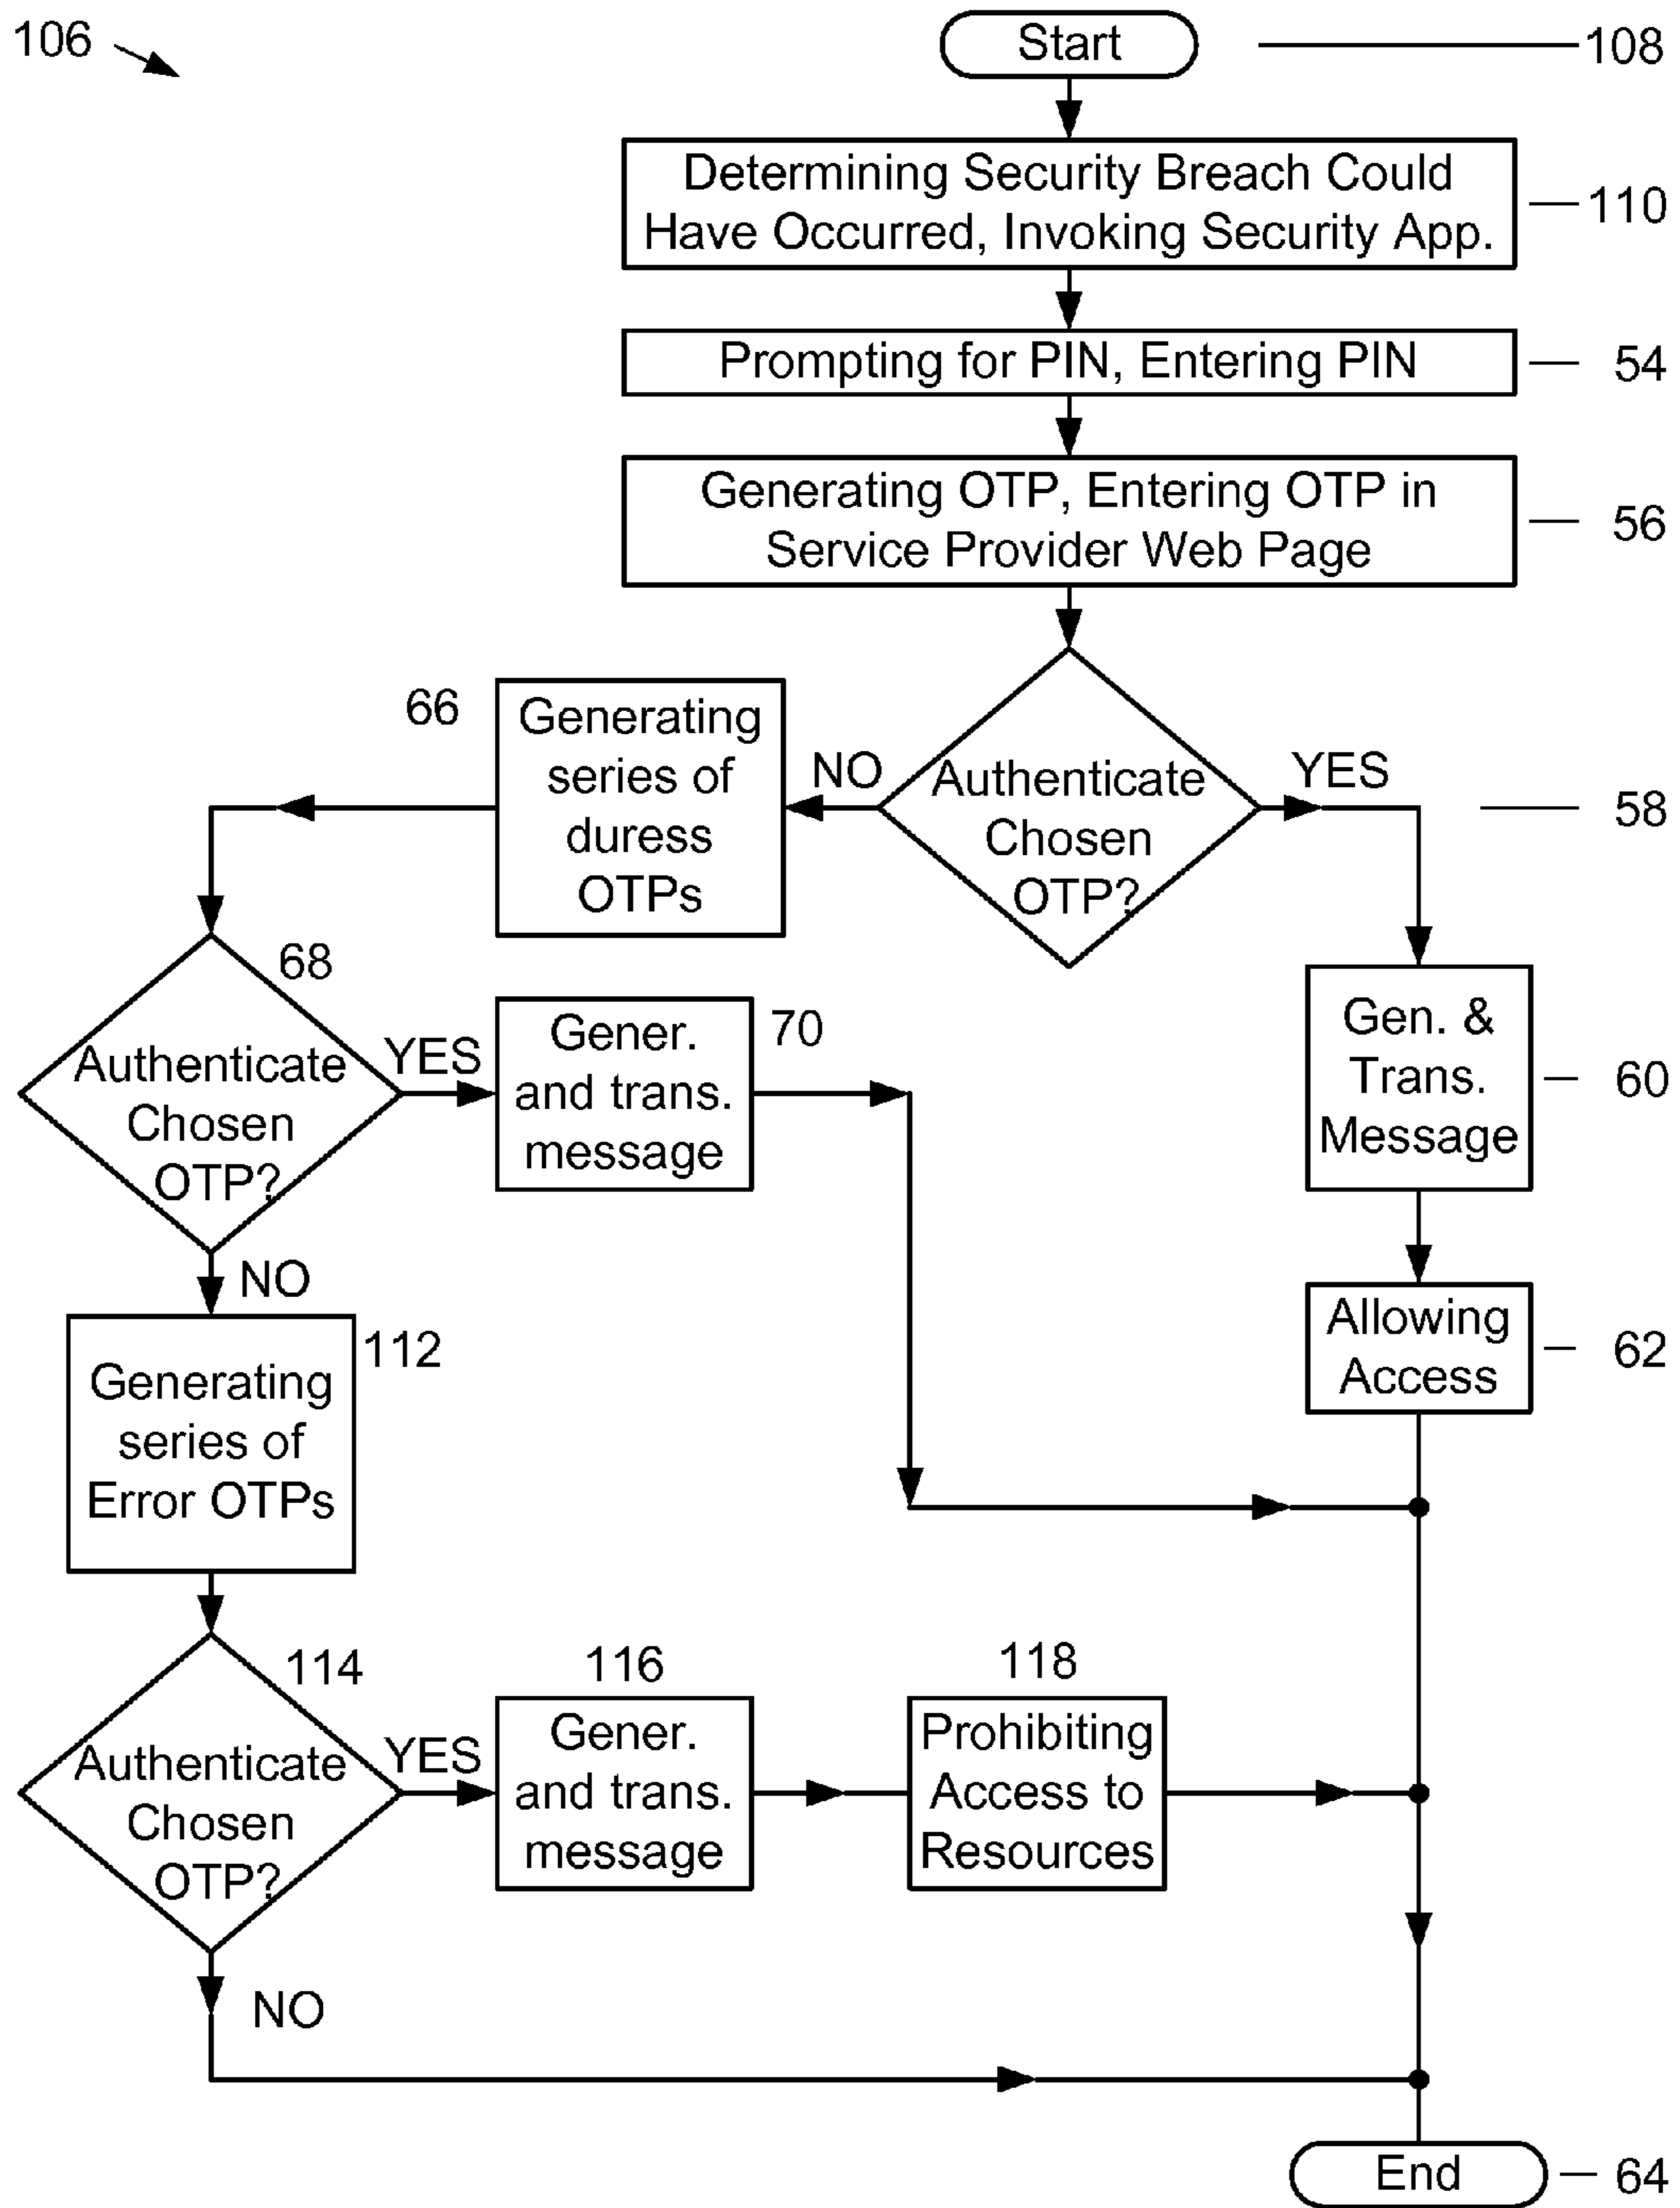 106
Start
108
Determining Security Breach Could
Have Occurred, Invoking Security App.
110
Prompting for PIN, Entering PIN
54
Generating OTP, Entering OTP in
Service Provider Web Page
56
66
Generating
series of
duress
OTPs
NO
Authenticate
Chosen
OTP?
YES
58
68
Authenticate
Chosen
OTP?
YES
Gener.
and trans.
message
70
Gen. &
Trans.
Message
60
NO
Allowing
Access
62
112
Generating
series of
Error OTPs
114
Authenticate
Chosen
OTP?
YES
116
Gener.
and trans.
message
118
Prohibiting
Access to
Resources
NO
End
64